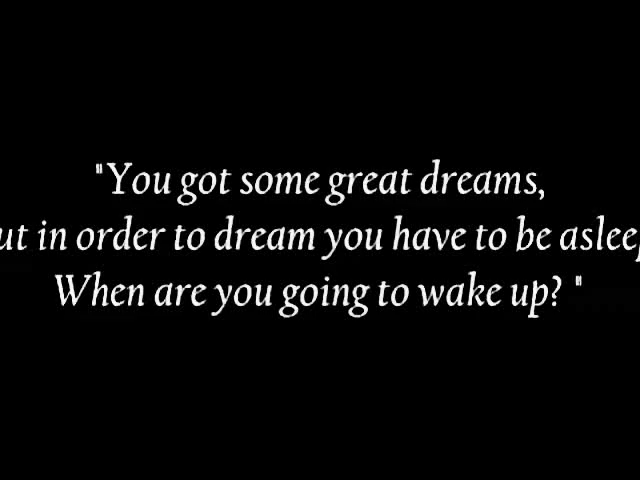 "You got some great dreams,
ut in order to dream you have to be aslee
When are you going to wake up? "